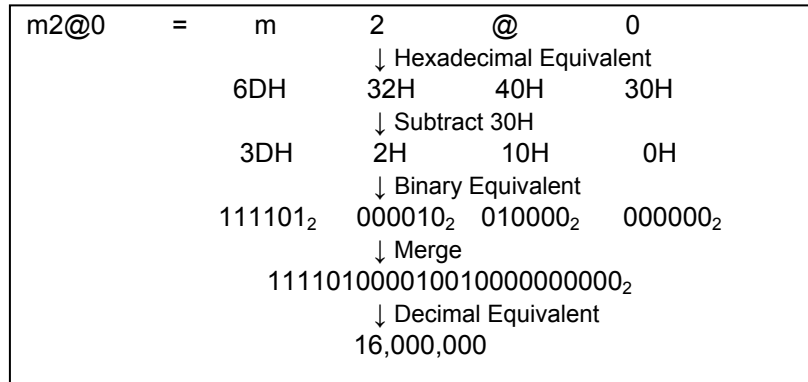 m2@0 = m 2 @ 0
↓ Hexadecimal Equivalent
6DH 32H 40H 30H
↓ Subtract 30H
3DH 2H 10H 0H
↓ Binary Equivalent
111101₂ 000010₂ 010000₂ 000000₂
↓ Merge
111101000010010000000000₂
↓ Decimal Equivalent
16,000,000